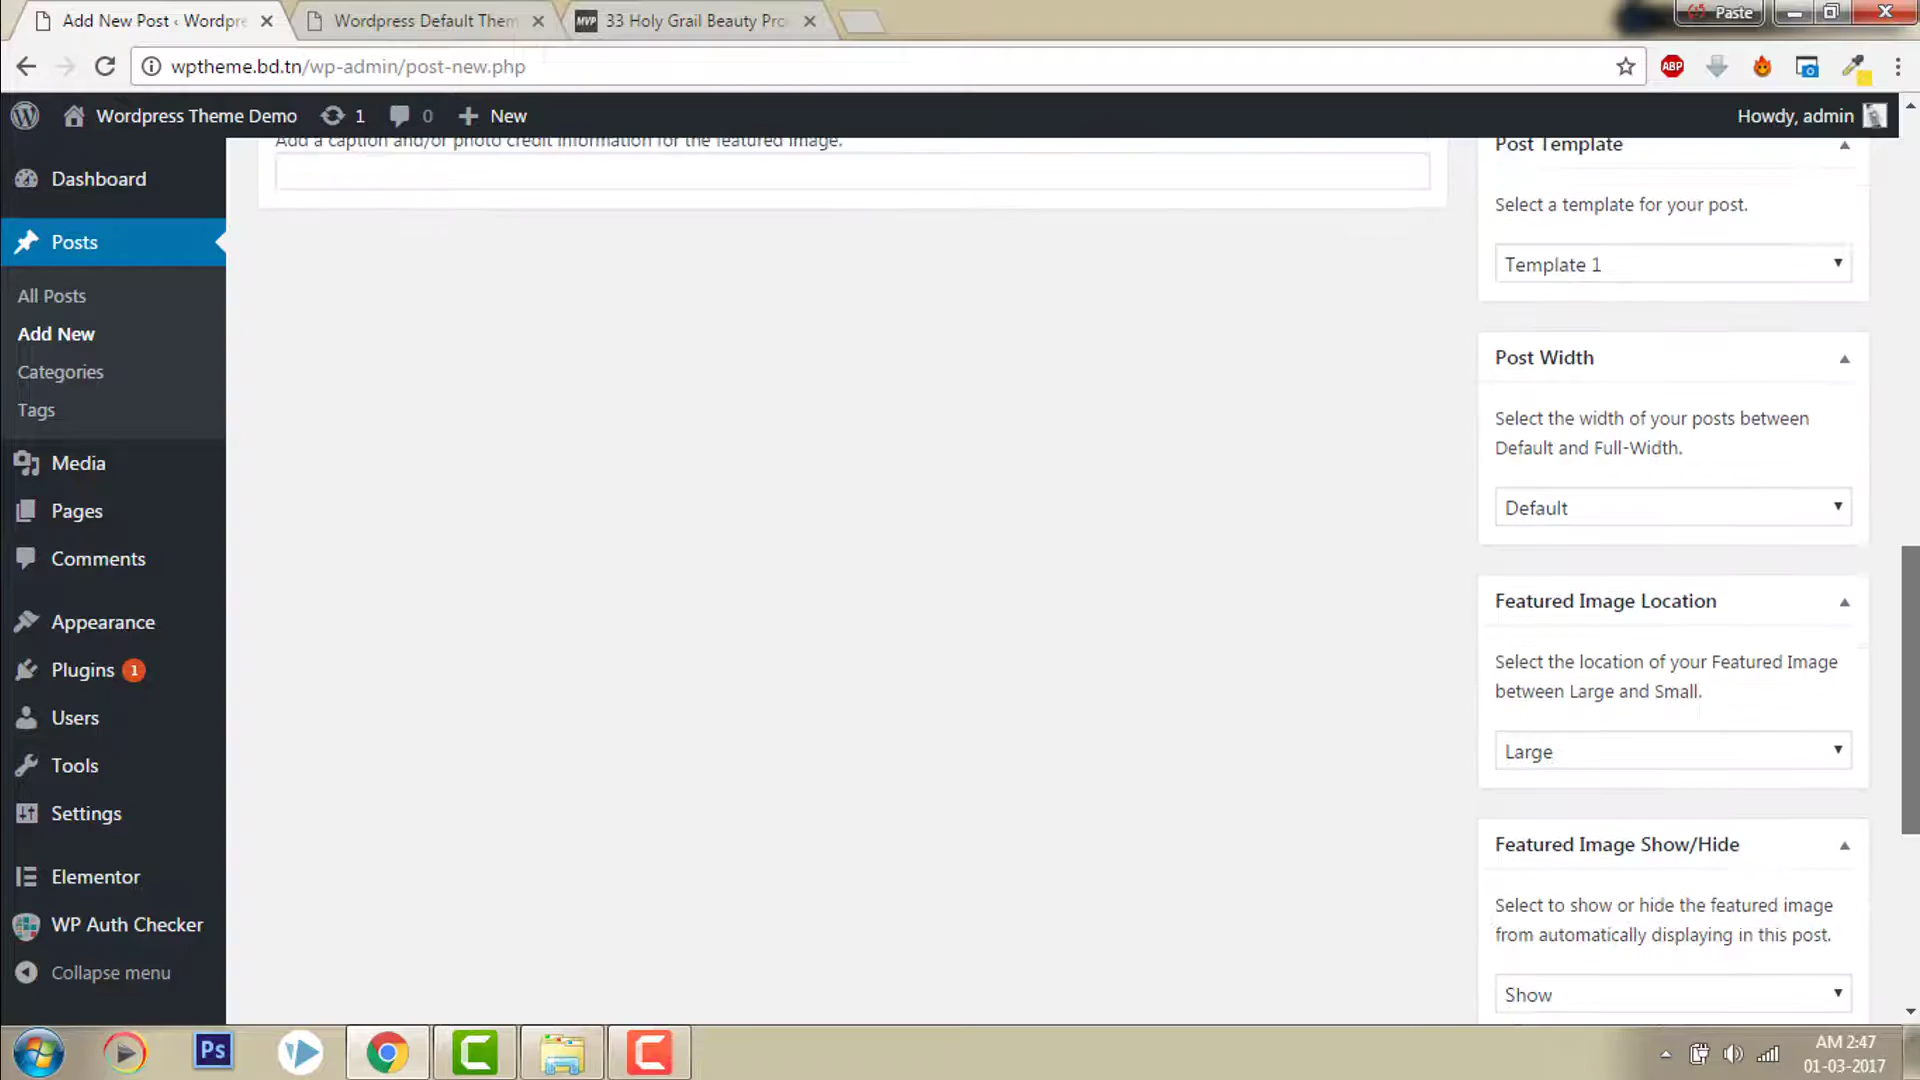 Add New Post ‹ Wordpre
Wordpress Default Them
MVP
33 Holy Grail Beauty Pro
Paste
wptheme.bd.tn/wp-admin/post-new.php
ABP
Wordpress Theme Demo
1
0
New
Howdy, admin
Add a caption and/or photo credit information for the featured image.
Dashboard
Posts
All Posts
Add New
Categories
Tags
Media
Pages
Comments
Appearance
Plugins 1
Users
Tools
Settings
Elementor
WP Auth Checker
Collapse menu
Post Template
Select a template for your post.
Template 1
Post Width
Select the width of your posts between
Default and Full-Width.
Default
Featured Image Location
Select the location of your Featured Image
between Large and Small.
Large
Featured Image Show/Hide
Select to show or hide the featured image
from automatically displaying in this post.
Show
Ps
AM 2:47
01-03-2017